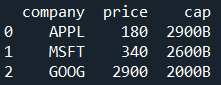 company price cap
0 APPL 180 2900B
1 MSFT 340 2600B
2 GOOG 2900 2000B